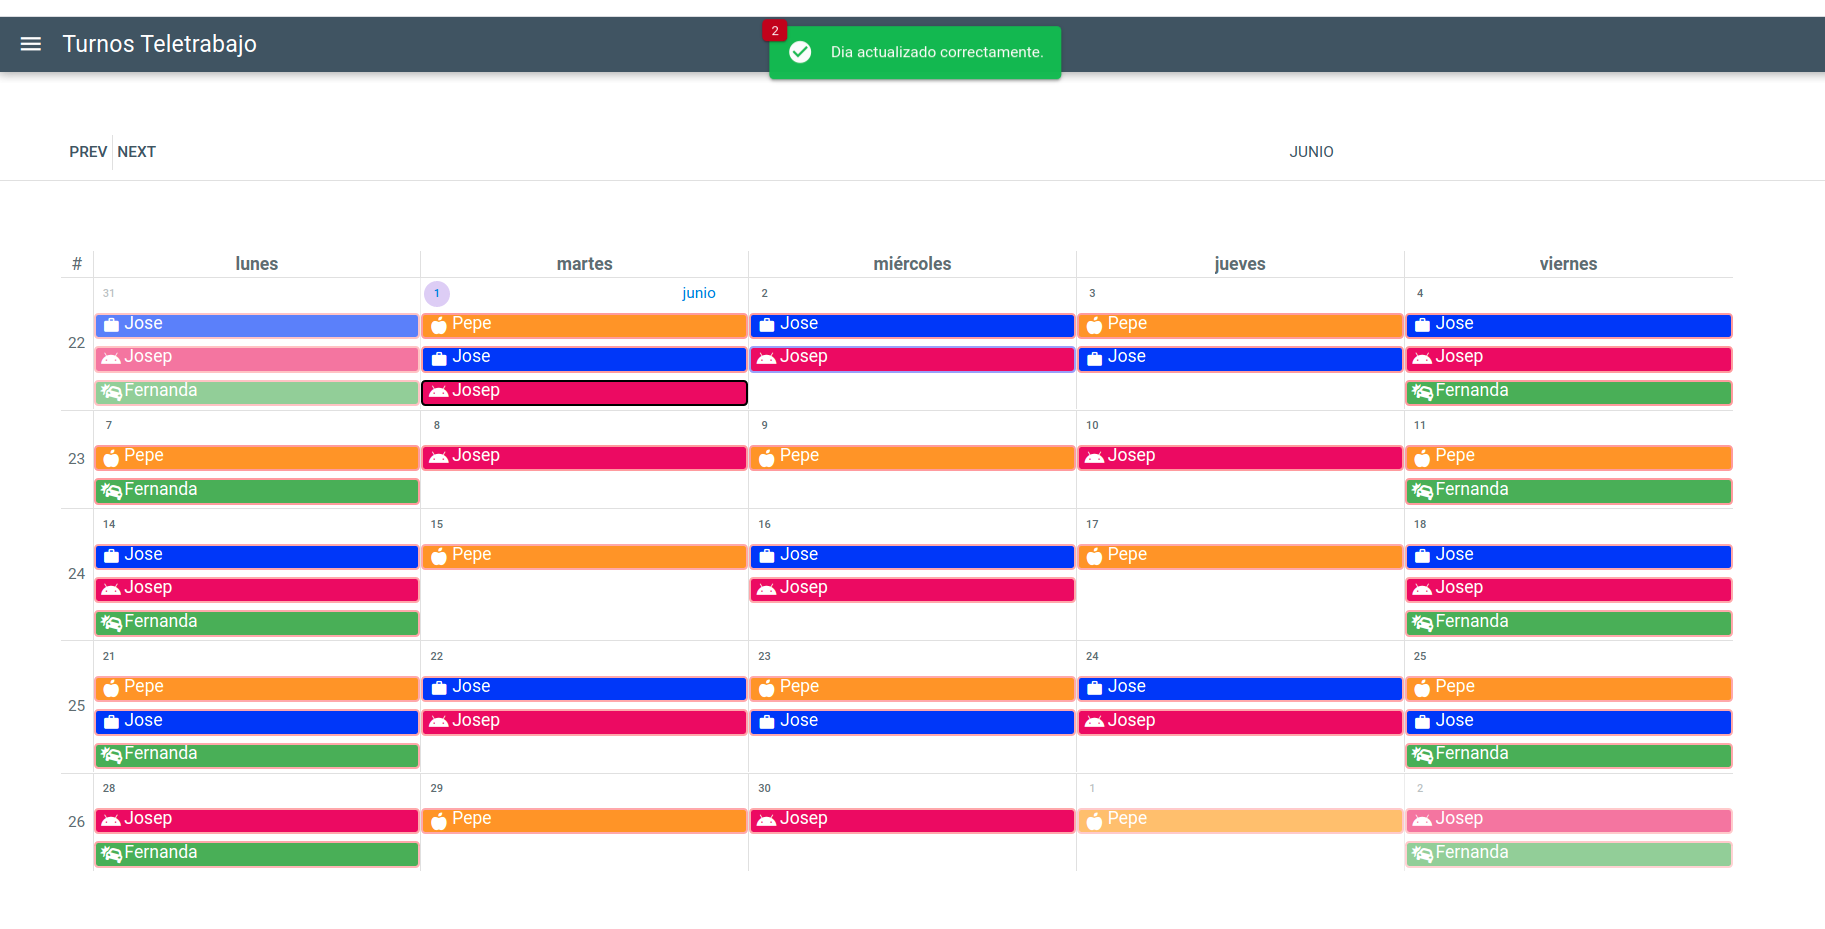 Turnos Teletrabajo
2
Dia actualizado correctamente.
PREV NEXT JUNIO
# lunes martes miércoles jueves viernes
22
31 1 junio 2 3 4
Jose Pepe Jose Pepe Jose
Josep Jose Josep Jose Josep
Fernanda Josep Fernanda
23
7 8 9 10 11
Pepe Josep Pepe Josep Pepe
Fernanda Fernanda
24
14 15 16 17 18
Jose Pepe Jose Pepe Jose
Josep Josep Josep
Fernanda Fernanda
25
21 22 23 24 25
Pepe Jose Pepe Jose Pepe
Jose Josep Jose Josep Jose
Fernanda Fernanda
26
28 29 30 1 2
Josep Pepe Josep Pepe Josep
Fernanda Fernanda